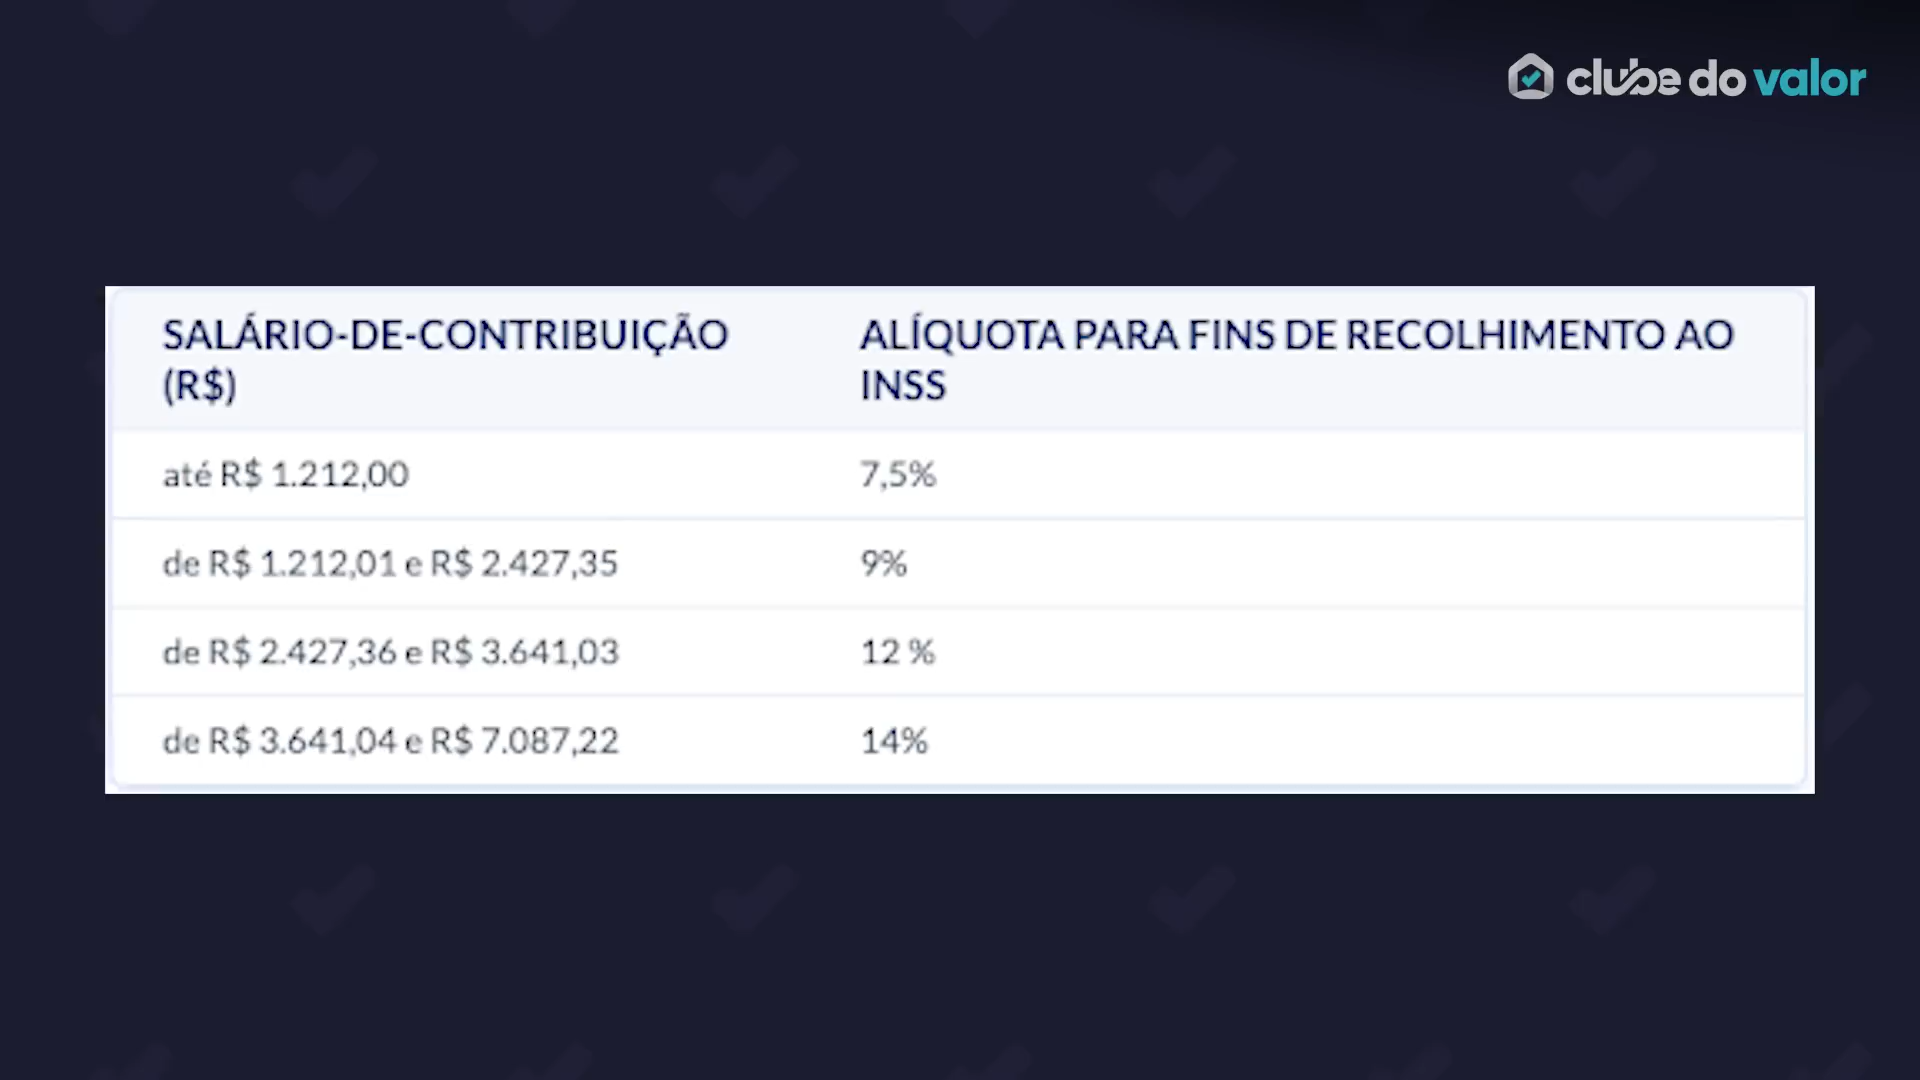 clube do valor
SALÁRIO-DE-CONTRIBUIÇÃO (R$)
ALÍQUOTA PARA FINS DE RECOLHIMENTO AO INSS
até R$ 1.212,00 7,5%
de R$ 1.212,01 e R$ 2.427,35 9%
de R$ 2.427,36 e R$ 3.641,03 12 %
de R$ 3.641,04 e R$ 7.087,22 14%